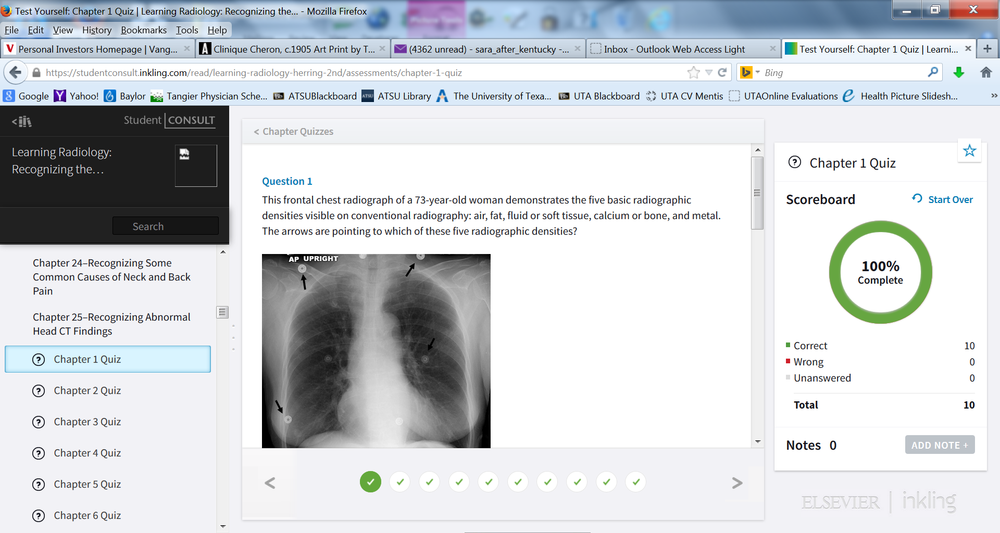 Test Yourself: Chapter 1 Quiz | Learning Radiology: Recognizing the... - Mozilla Firefox
File Edit View History Bookmarks Tools Help
Personal Investors Homepage | Vang...
Clinique Cheron, c.1905 Art Print by T...
(4362 unread) - sara_after_kentucky -...
Inbox - Outlook Web Access Light
Test Yourself: Chapter 1 Quiz | Learni...
https://studentconsult.inkling.com/read/learning-radiology-herring-2nd/assessments/chapter-1-quiz
Bing
Google Yahoo! Baylor Tangier Physician Sche... ATSUBlackboard ATSU Library The University of Texa... UTA Blackboard UTA CV Mentis UTAOnline Evaluations Health Picture Slidesh... »
Student | CONSULT
Learning Radiology:
Recognizing the...
Search
Chapter 24–Recognizing Some
Common Causes of Neck and Back
Pain
Chapter 25–Recognizing Abnormal
Head CT Findings
Chapter 1 Quiz
Chapter 2 Quiz
Chapter 3 Quiz
Chapter 4 Quiz
Chapter 5 Quiz
Chapter 6 Quiz
< Chapter Quizzes
Question 1
This frontal chest radiograph of a 73-year-old woman demonstrates the five basic radiographic
densities visible on conventional radiography: air, fat, fluid or soft tissue, calcium or bone, and metal.
The arrows are pointing to which of these five radiographic densities?
AP UPRIGHT
Chapter 1 Quiz
Scoreboard
Start Over
100%
Complete
Correct 10
Wrong 0
Unanswered 0
Total 10
Notes 0
ADD NOTE +
ELSEVIER | inkling